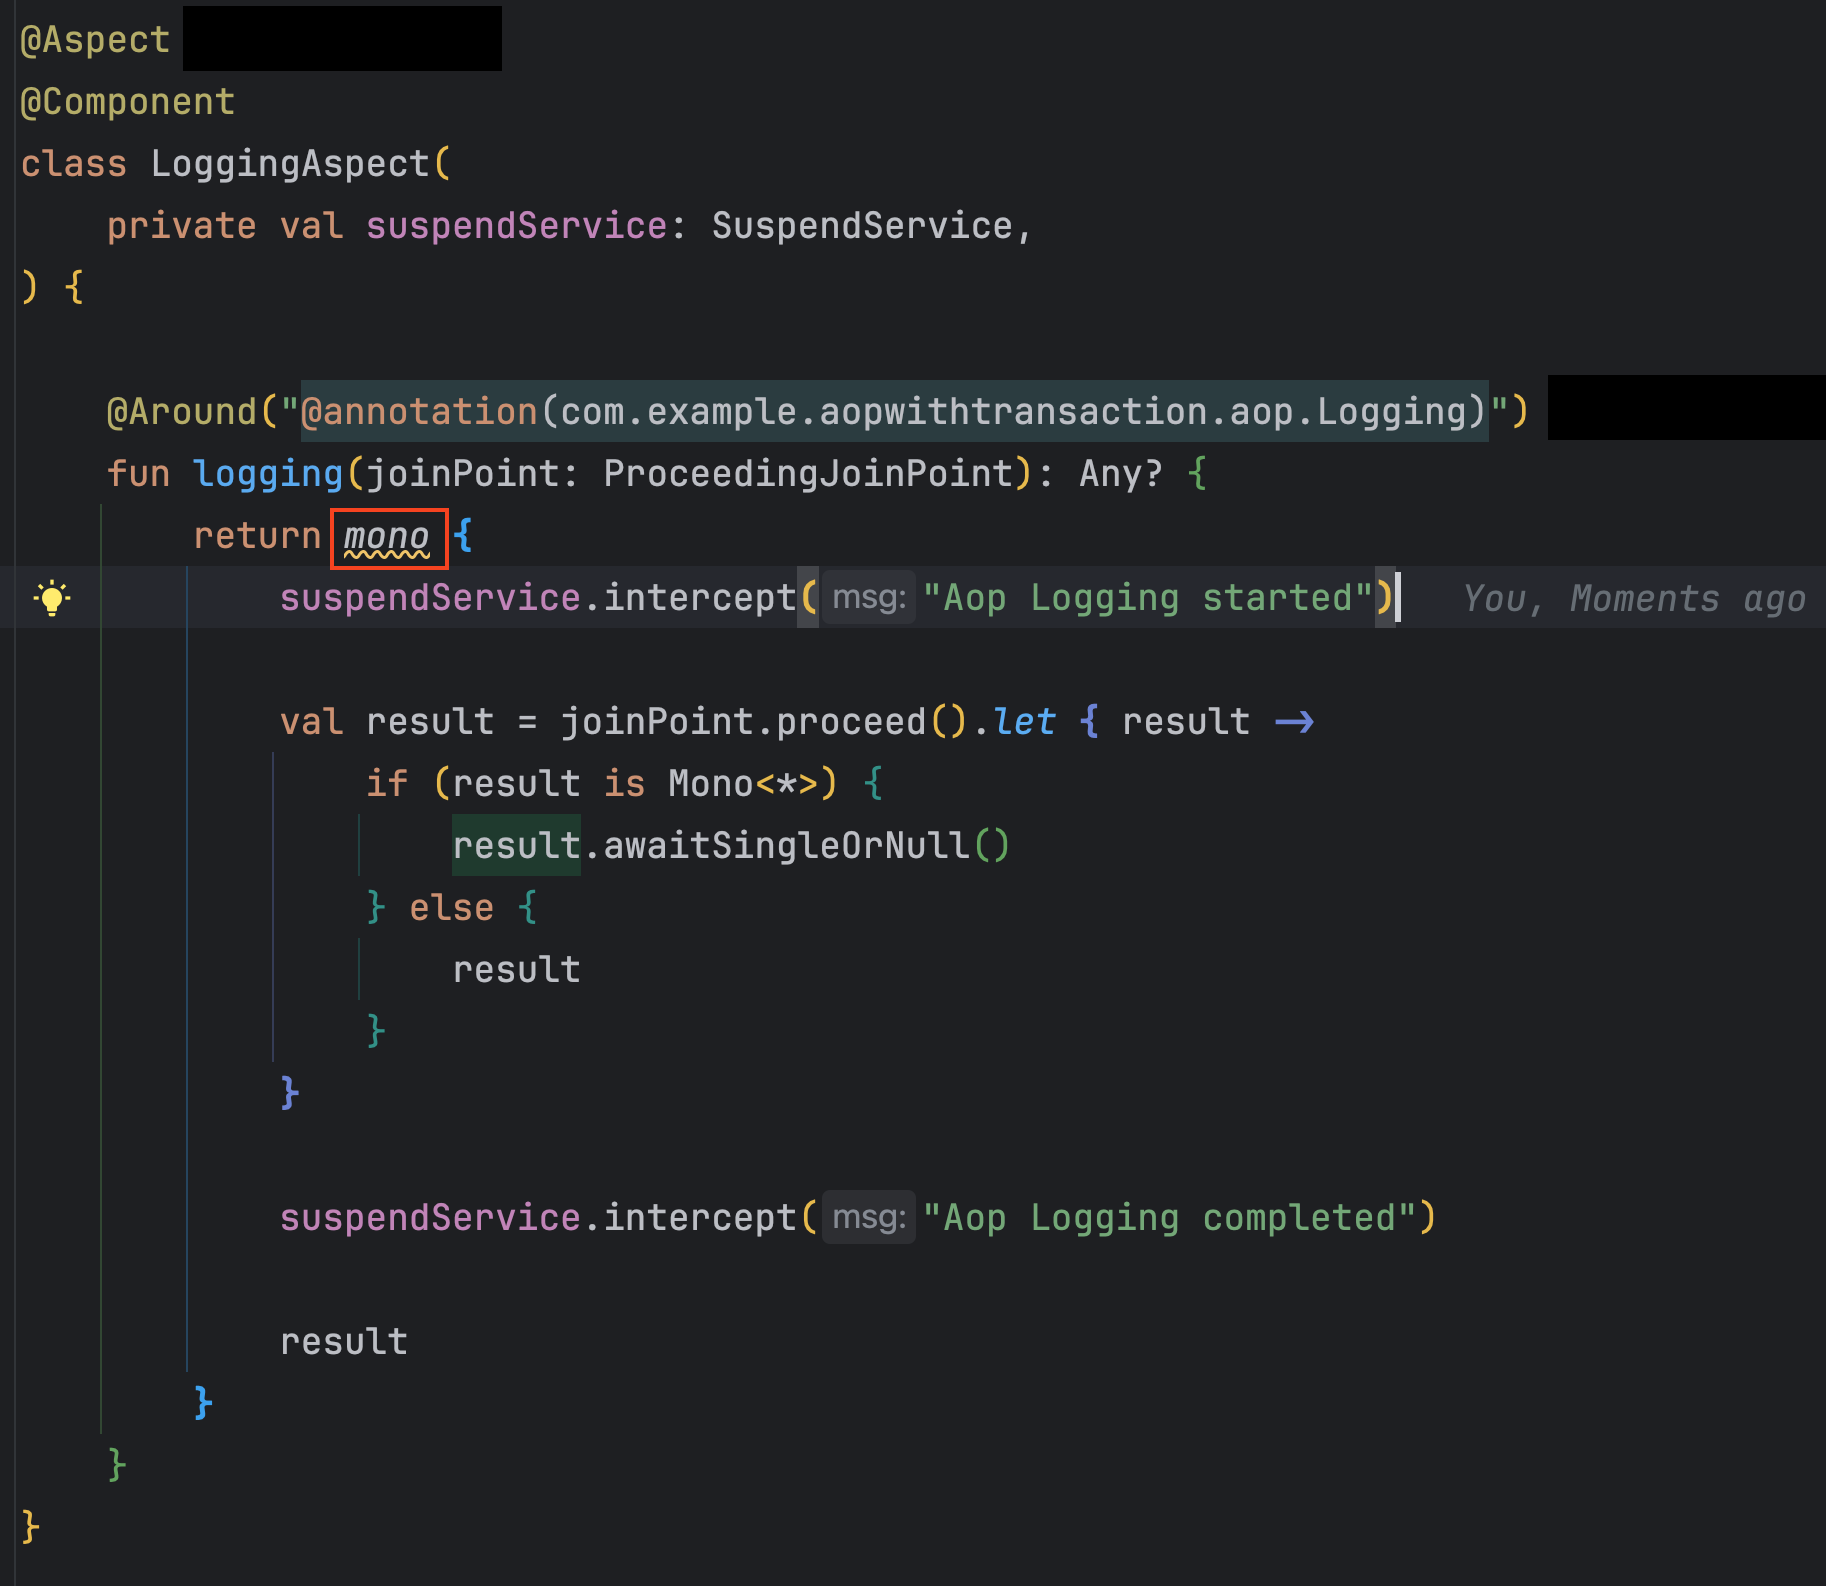 @Aspect
@Component
class LoggingAspect(
    private val suspendService: SuspendService,
) {

    @Around("@annotation(com.example.aopwithtransaction.aop.Logging)")
    fun logging(joinPoint: ProceedingJoinPoint): Any? {
        return mono {
            suspendService.intercept( msg: "Aop Logging started")    You, Moments ago

            val result = joinPoint.proceed().let { result →
                if (result is Mono<*>) {
                    result.awaitSingleOrNull()
                } else {
                    result
                }
            }

            suspendService.intercept( msg: "Aop Logging completed")

            result
        }
    }
}